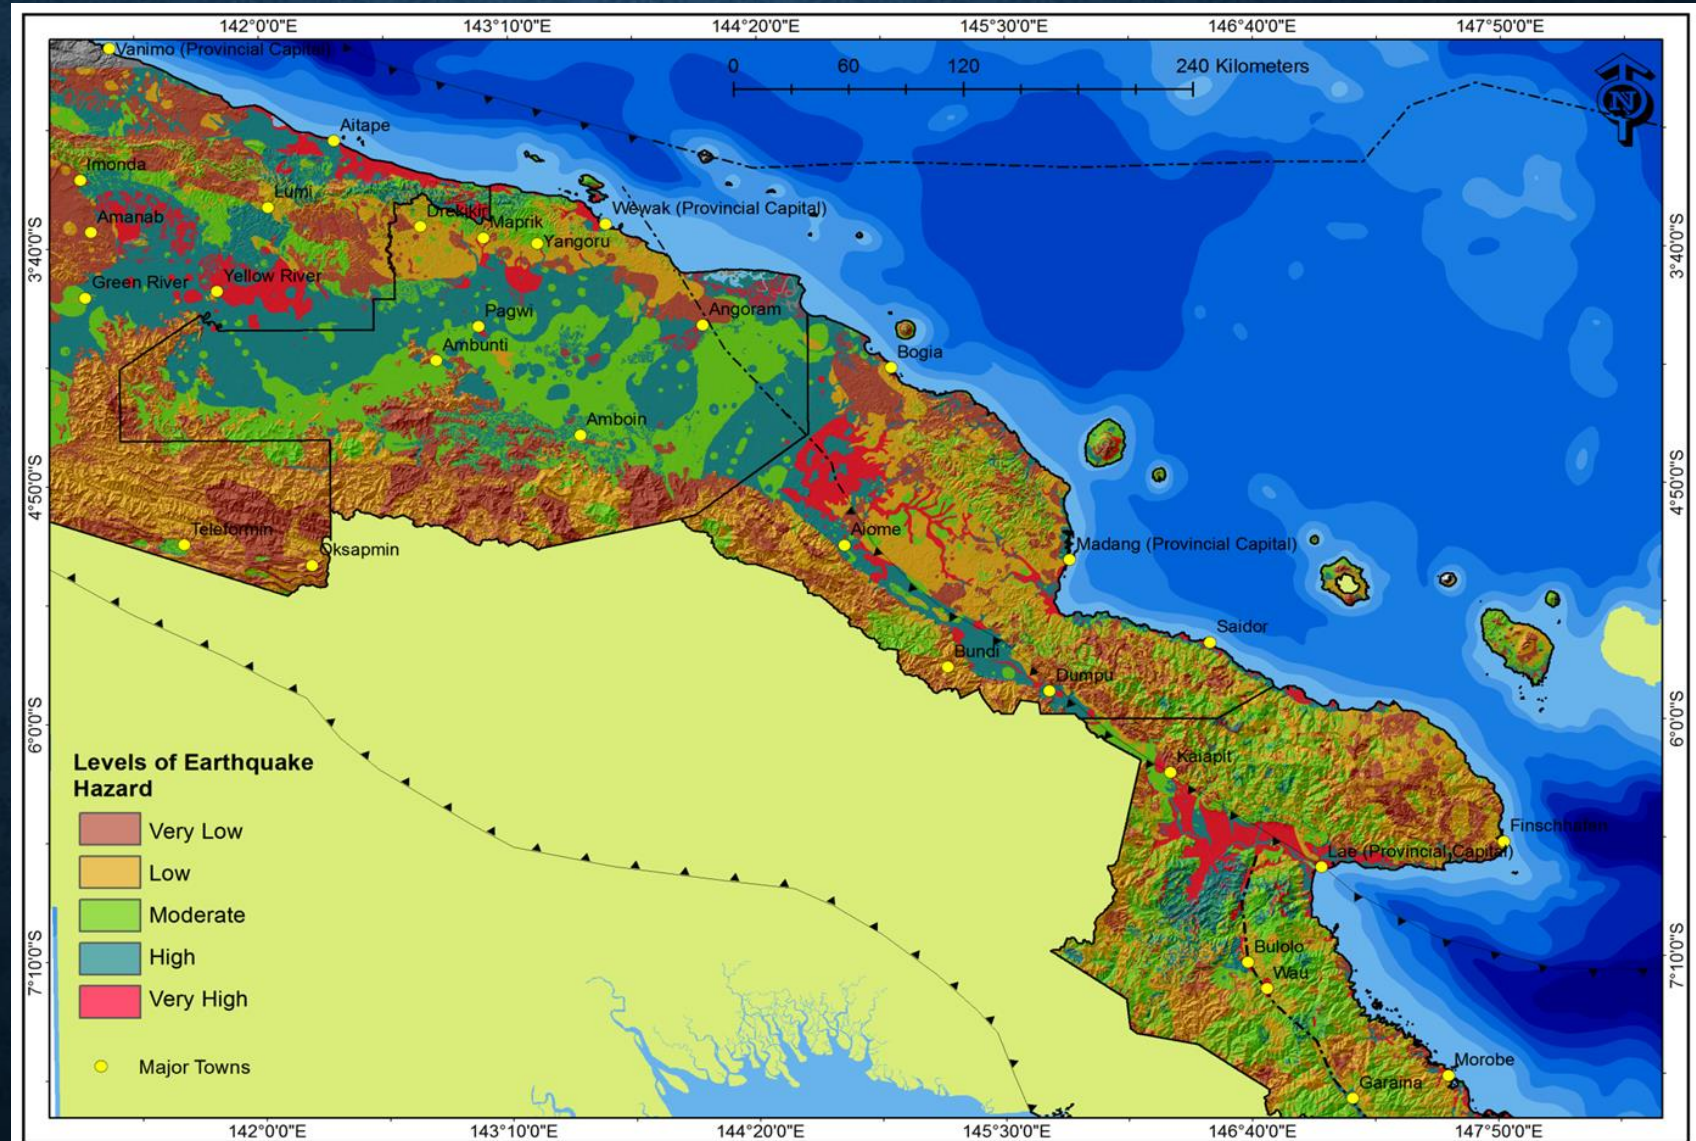 142°0'0"E
143°10'0"E
144°20'0"E
145°30'0"E
146°40'0"E
147°50'0"E
Vanimo (Provincial Capital)
0
60
120
240 Kilometers
N
Aitape
Imonda
Lumi
Amanab
Drekikir
Maprik
Wewak (Provincial Capital)
Yangoru
3°40'0"S
3°40'0"S
Green River
Yellow River
Pagwi
Angoram
Ambunti
Bogia
Amboin
4°50'0"S
4°50'0"S
Teleformin
Oksapmin
Aiome
Madang (Provincial Capital)
Saidor
Bundi
Dumpu
6°0'0"S
6°0'0"S
Kaiapit
Levels of Earthquake
Hazard
Very Low
Low
Moderate
High
Very High
Major Towns
Finschhafen
Lae (Provincial Capital)
7°10'0"S
7°10'0"S
Bulolo
Wau
Morobe
Garaina
142°0'0"E
143°10'0"E
144°20'0"E
145°30'0"E
146°40'0"E
147°50'0"E